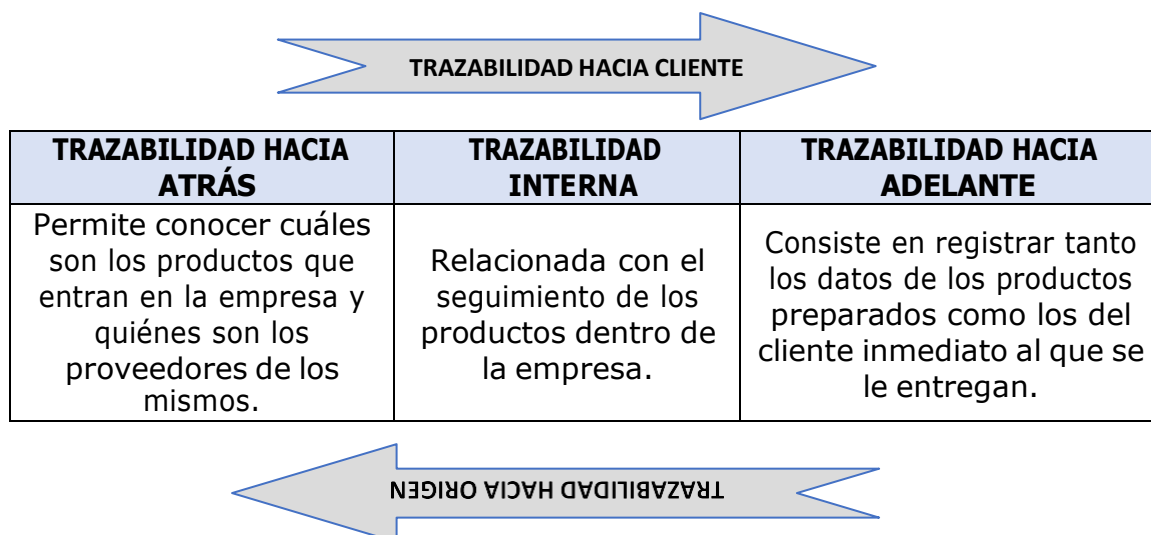 TRAZABILIDAD HACIA CLIENTE
TRAZABILIDAD HACIA
ATRÁS
TRAZABILIDAD
INTERNA
TRAZABILIDAD HACIA
ADELANTE
Permite conocer cuáles
son los productos que
entran en la empresa y
quiénes son los
proveedores de los
mismos.
Relacionada con el
seguimiento de los
productos dentro de
la empresa.
Consiste en registrar tanto
los datos de los productos
preparados como los del
cliente inmediato al que se
le entregan.
TRAZABILIDAD HACIA ORIGEN